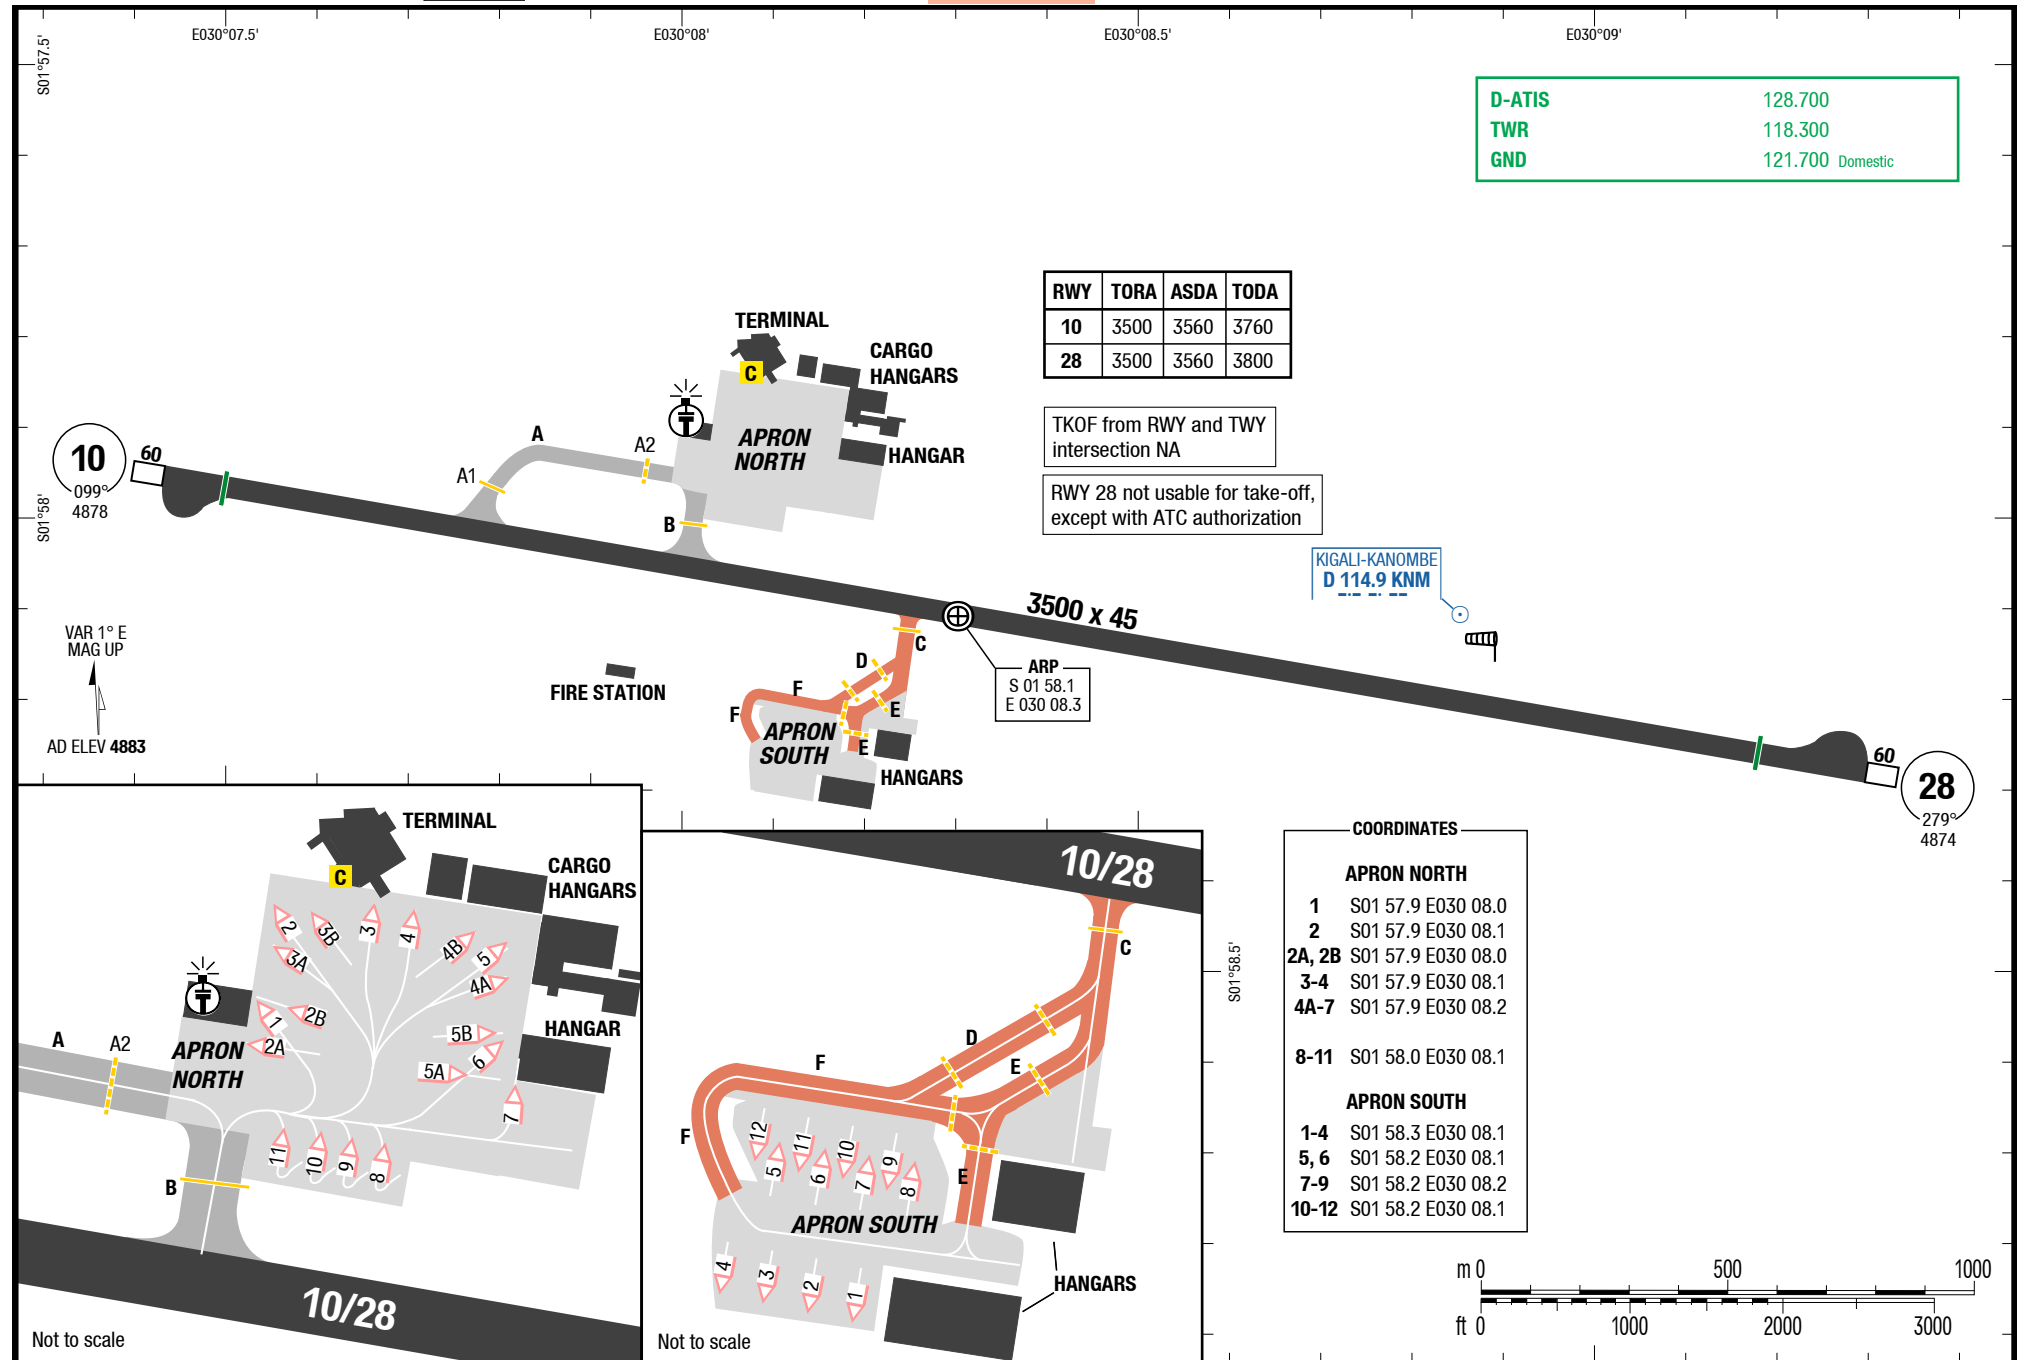 E030°07.5'
E030°08'
E030°08.5'
E030°09'
S01°57.5'
D-ATIS 128.700
TWR 118.300
GND 121.700 Domestic
RWY TORA ASDA TODA
10 3500 3560 3760
28 3500 3560 3800
TKOF from RWY and TWY
intersection NA
RWY 28 not usable for take-off,
except with ATC authorization
TERMINAL
C
CARGO
HANGARS
APRON
NORTH
HANGAR
A
A2
A1
B
10
099°
4878
60
S01°58'
KIGALI-KANOMBE
D 114.9 KNM
3500 x 45
ARP
S 01 58.1
E 030 08.3
C
D
E
F
F
E
APRON
SOUTH
HANGARS
FIRE STATION
VAR 1° E
MAG UP
AD ELEV 4883
60
28
279°
4874
TERMINAL
C
CARGO
HANGARS
HANGAR
2
3B
3
4
4B
5
3A
4A
1
2B
2A
5B
6
5A
7
11
10
9
8
A
A2
APRON
NORTH
B
10/28
Not to scale
10/28
C
D
E
F
F
E
12
11
10
9
5
6
7
8
APRON SOUTH
4
3
2
1
HANGARS
Not to scale
S01°58.5'
COORDINATES
APRON NORTH
1 S01 57.9 E030 08.0
2 S01 57.9 E030 08.1
2A, 2B S01 57.9 E030 08.0
3-4 S01 57.9 E030 08.1
4A-7 S01 57.9 E030 08.2
8-11 S01 58.0 E030 08.1
APRON SOUTH
1-4 S01 58.3 E030 08.1
5, 6 S01 58.2 E030 08.1
7-9 S01 58.2 E030 08.2
10-12 S01 58.2 E030 08.1
m 0 500 1000
ft 0 1000 2000 3000